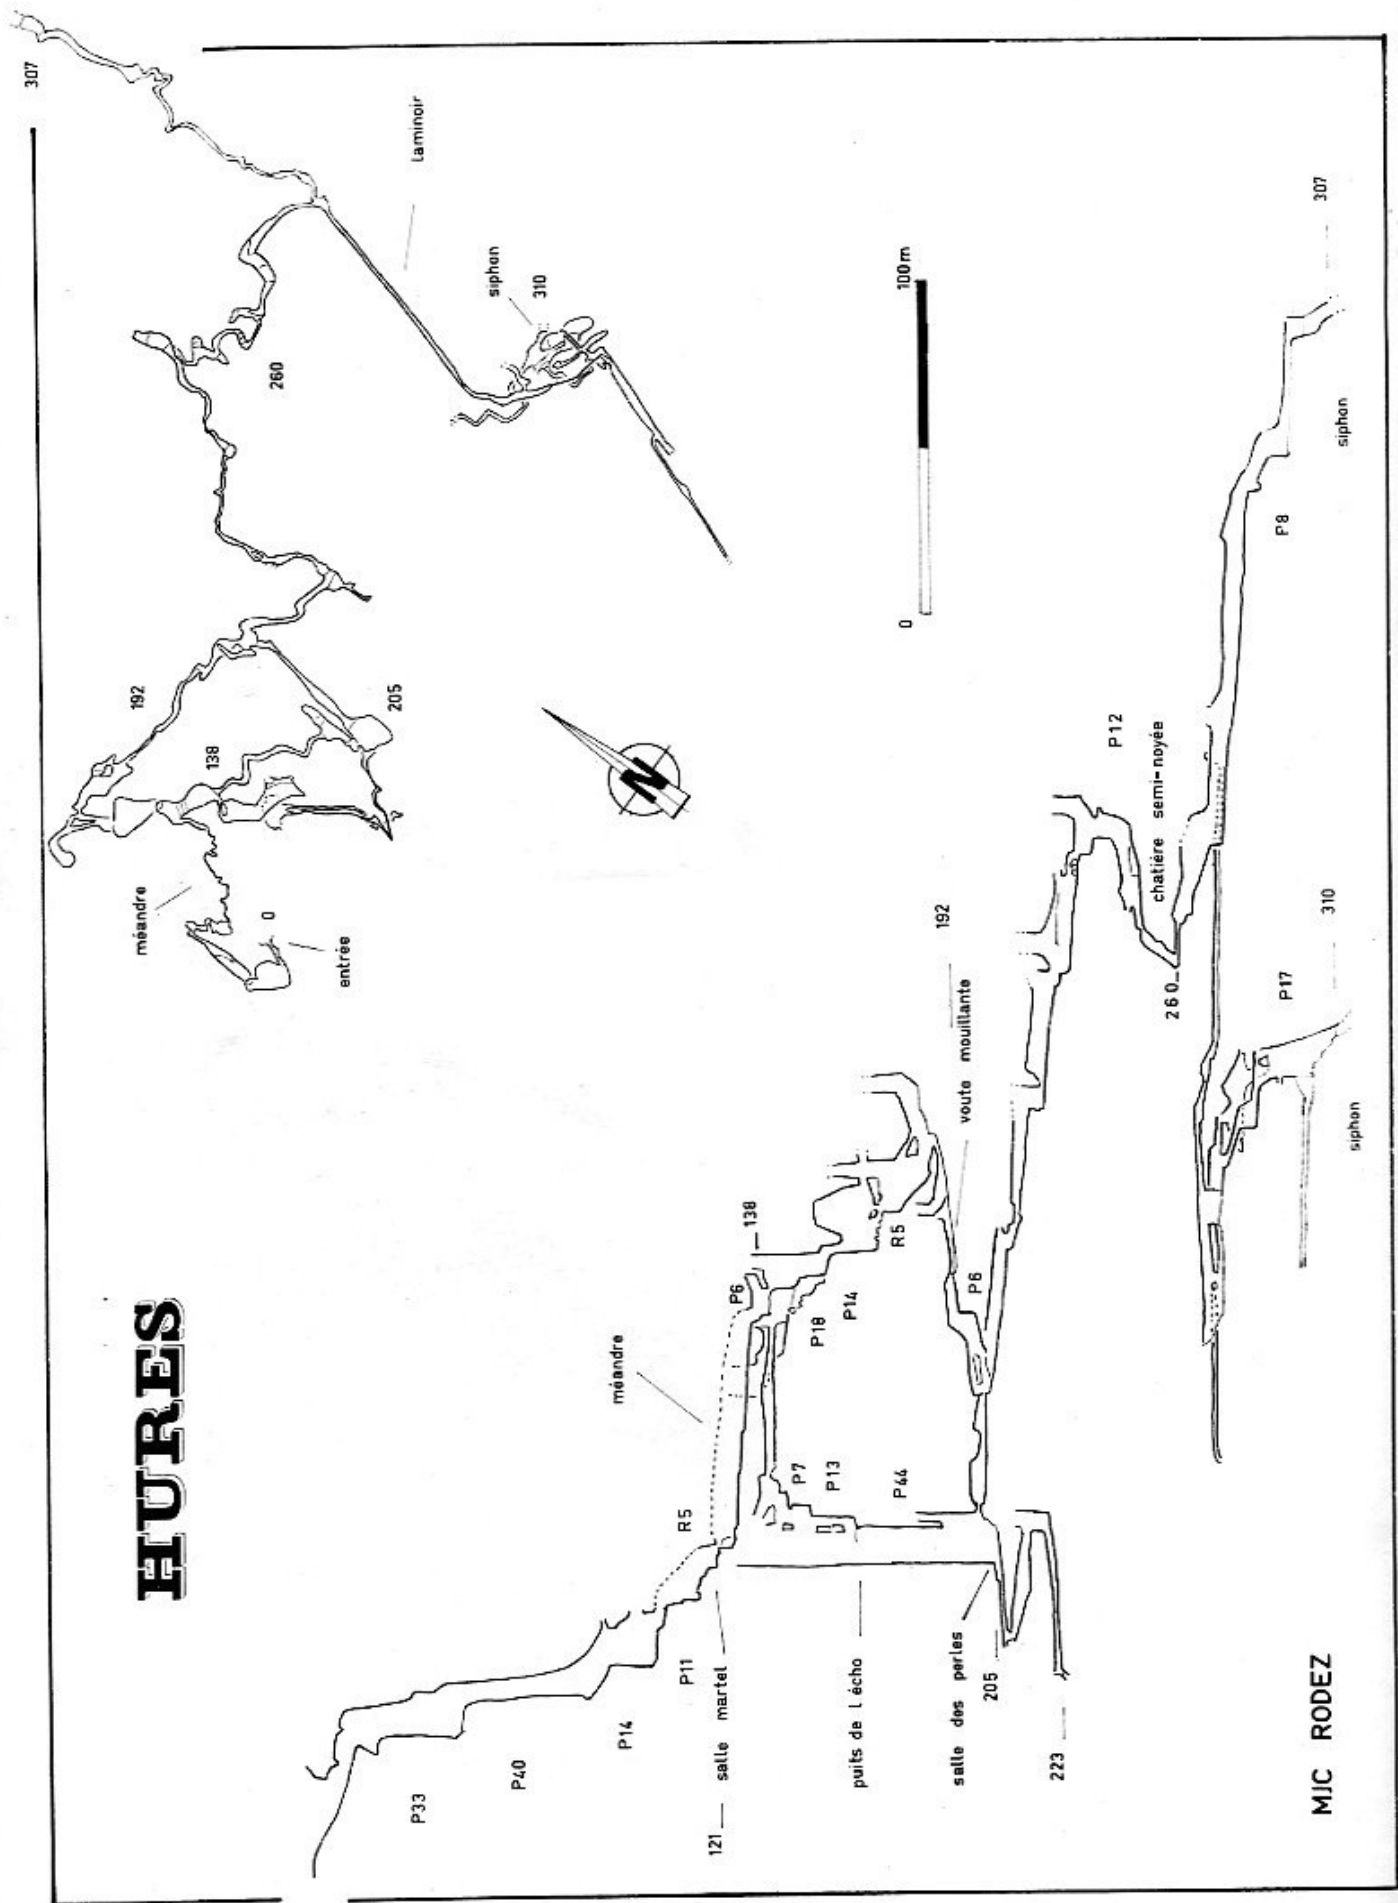 HURES
307
méandre
entrée
0
138
192
205
260
laminoir
siphon
310
0
100m
N
P33
P40
P14
P11
R5
méandre
P6
138
121
salle martel
P7
P13
P44
P18
P14
R5
puits de l écho
salle des perles
205
223
voute mouillante
192
P6
P12
chatière semi-noyée
260
P8
P17
310
siphon
siphon
307
MJC RODEZ